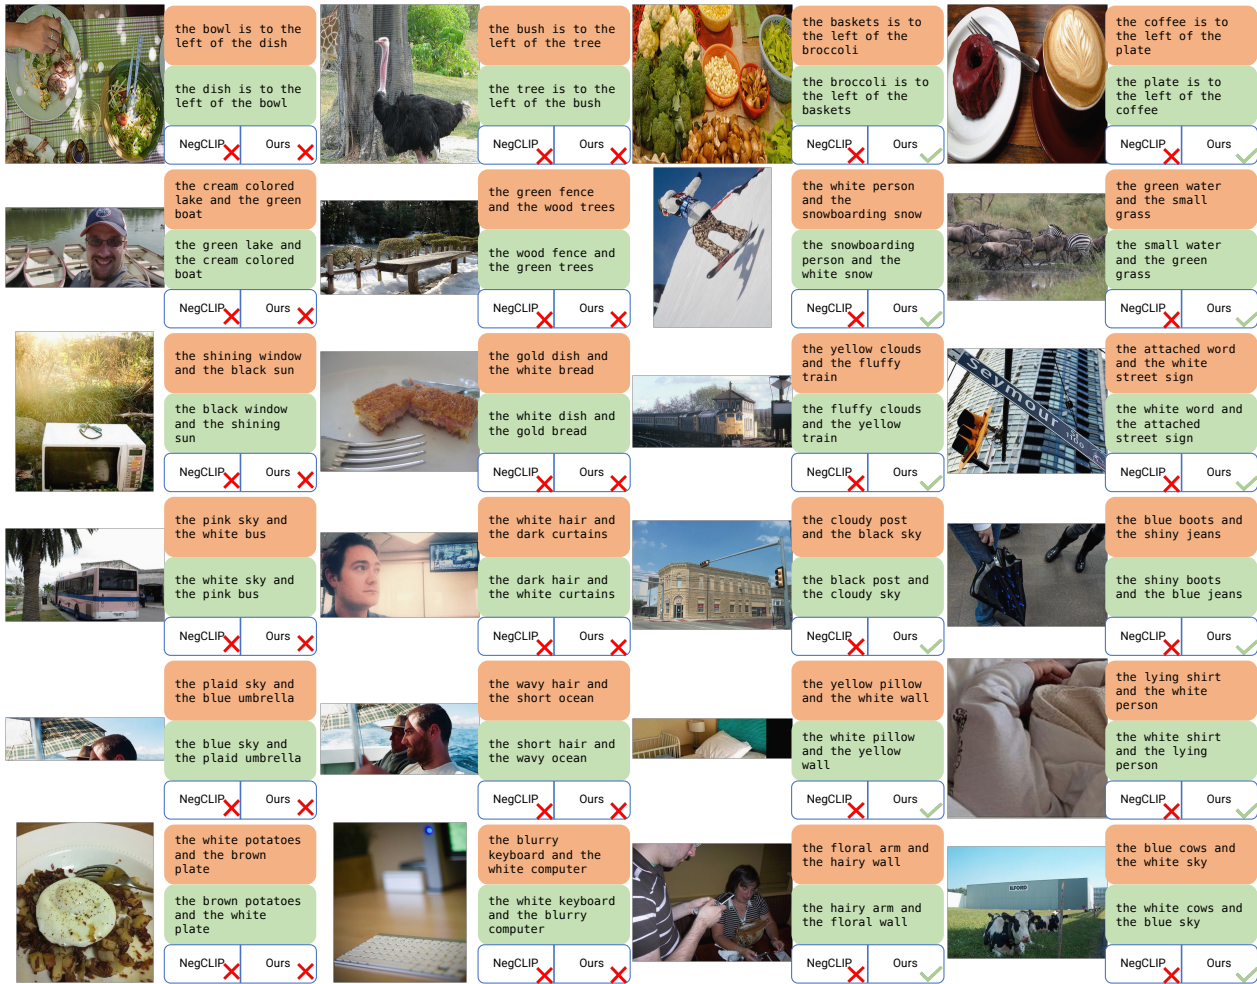 the bowl is to the
left of the dish
the dish is to the
left of the bowl
NegCLIP
Ours
the bush is to the
left of the tree
the tree is to the
left of the bush
NegCLIP
Ours
the baskets is to
the left of the
broccoli
the broccoli is to
the left of the
baskets
NegCLIP
Ours
the coffee is to
the left of the
plate
the plate is to
the left of the
coffee
NegCLIP
Ours
the cream colored
lake and the green
boat
the green lake and
the cream colored
boat
NegCLIP
Ours
the green fence
and the wood trees
the wood fence and
the green trees
NegCLIP
Ours
the white person
and the
snowboarding snow
the snowboarding
person and the
white snow
NegCLIP
Ours
the green water
and the small
grass
the small water
and the green
grass
NegCLIP
Ours
the shining window
and the black sun
the black window
and the shining
sun
NegCLIP
Ours
the gold dish and
the white bread
the white dish and
the gold bread
NegCLIP
Ours
the yellow clouds
and the fluffy
train
the fluffy clouds
and the yellow
train
NegCLIP
Ours
Seymour
the attached word
and the white
street sign
the white word and
the attached
street sign
NegCLIP
Ours
the pink sky and
the white bus
the white sky and
the pink bus
NegCLIP
Ours
the white hair and
the dark curtains
the dark hair and
the white curtains
NegCLIP
Ours
the cloudy post
and the black sky
the black post and
the cloudy sky
NegCLIP
Ours
the blue boots and
the shiny jeans
the shiny boots
and the blue jeans
NegCLIP
Ours
the plaid sky and
the blue umbrella
the blue sky and
the plaid umbrella
NegCLIP
Ours
the wavy hair and
the short ocean
the short hair and
the wavy ocean
NegCLIP
Ours
the yellow pillow
and the white wall
the white pillow
and the yellow
wall
NegCLIP
Ours
the lying shirt
and the white
person
the white shirt
and the lying
person
NegCLIP
Ours
the white potatoes
and the brown
plate
the brown potatoes
and the white
plate
NegCLIP
Ours
the blurry
keyboard and the
white computer
the white keyboard
and the blurry
computer
NegCLIP
Ours
the floral arm and
the hairy wall
the hairy arm and
the floral wall
NegCLIP
Ours
ILFORD
the blue cows and
the white sky
the white cows and
the blue sky
NegCLIP
Ours